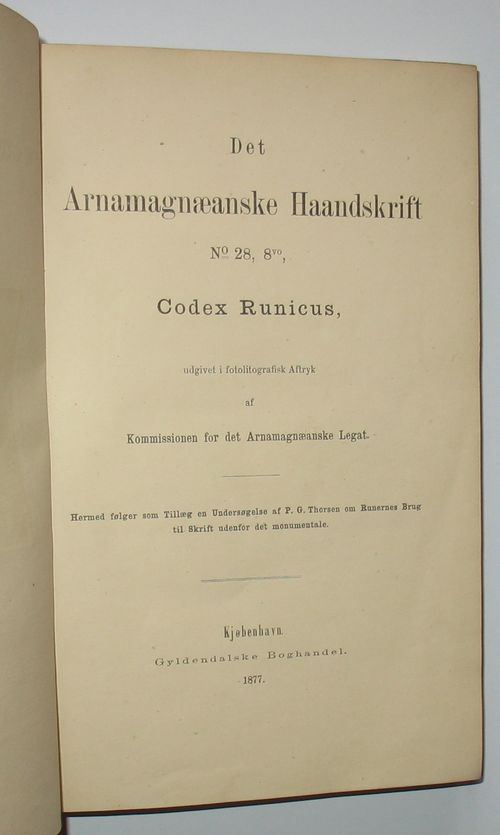 Det
Arnamagnæanske Haandskrift
Nº 28, 8vo,
Codex Runicus,
udgivet i fotolitografisk Aftryk
af
Kommissionen for det Arnamagnæanske Legat.
Hermed følger som Tillæg en Undersøgelse af P. G. Thorsen om Runernes Brug
til Skrift udenfor det monumentale.
Kjøbenhavn.
Gyldendalske Boghandel.
1877.